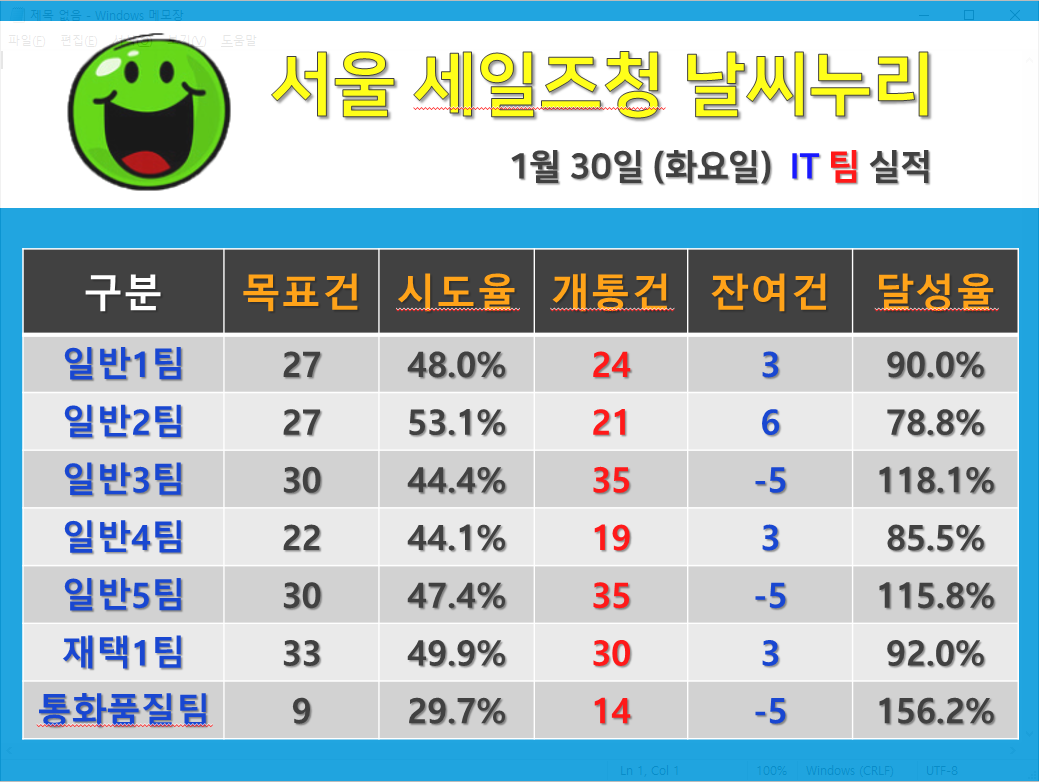 제목 없음 - Windows 메모장
파일(F) 편집(E) 서식(O) 보기(V) 도움말
서울 세일즈청 날씨누리
1월 30일 (화요일) IT 팀 실적
구분 목표건 시도율 개통건 잔여건 달성율
일반1팀 27 48.0% 24 3 90.0%
일반2팀 27 53.1% 21 6 78.8%
일반3팀 30 44.4% 35 -5 118.1%
일반4팀 22 44.1% 19 3 85.5%
일반5팀 30 47.4% 35 -5 115.8%
재택1팀 33 49.9% 30 3 92.0%
통화품질팀 9 29.7% 14 -5 156.2%
Ln 1, Col 1 100% Windows (CRLF) UTF-8